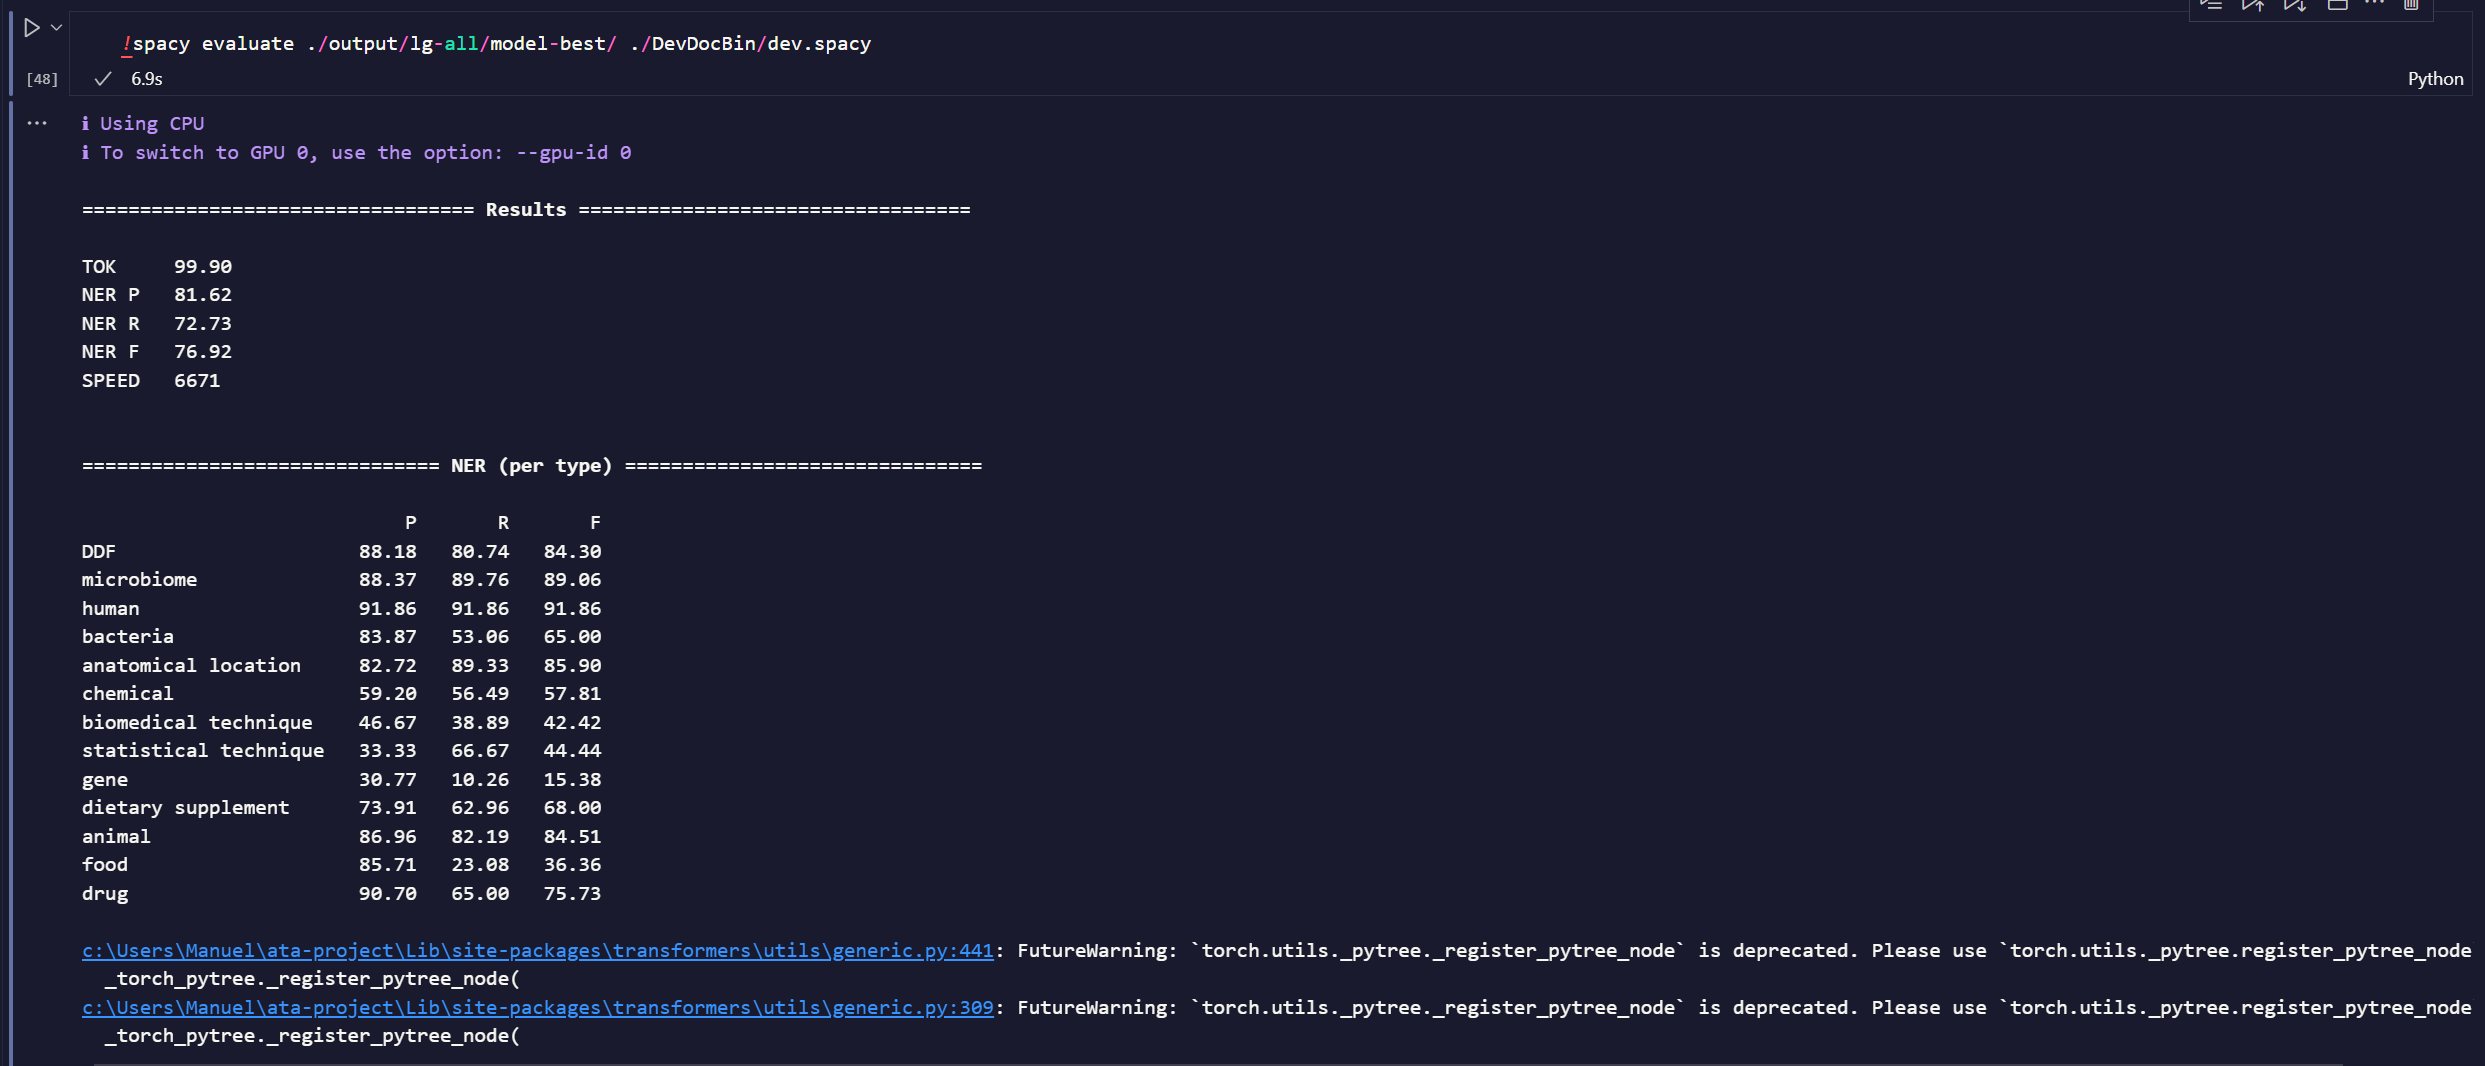 !spacy evaluate ./output/lg-all/model-best/ ./DevDocBin/dev.spacy
[48] ✓ 6.9s Python
... ℹ Using CPU
ℹ To switch to GPU 0, use the option: --gpu-id 0
================================== Results ==================================
TOK 99.90
NER P 81.62
NER R 72.73
NER F 76.92
SPEED 6671
=============================== NER (per type) ===============================
P R F
DDF 88.18 80.74 84.30
microbiome 88.37 89.76 89.06
human 91.86 91.86 91.86
bacteria 83.87 53.06 65.00
anatomical location 82.72 89.33 85.90
chemical 59.20 56.49 57.81
biomedical technique 46.67 38.89 42.42
statistical technique 33.33 66.67 44.44
gene 30.77 10.26 15.38
dietary supplement 73.91 62.96 68.00
animal 86.96 82.19 84.51
food 85.71 23.08 36.36
drug 90.70 65.00 75.73
c:\Users\Manuel\ata-project\Lib\site-packages\transformers\utils\generic.py:441: FutureWarning: `torch.utils._pytree._register_pytree_node` is deprecated. Please use `torch.utils._pytree.register_pytree_node
_torch_pytree._register_pytree_node(
c:\Users\Manuel\ata-project\Lib\site-packages\transformers\utils\generic.py:309: FutureWarning: `torch.utils._pytree._register_pytree_node` is deprecated. Please use `torch.utils._pytree.register_pytree_node
_torch_pytree._register_pytree_node(